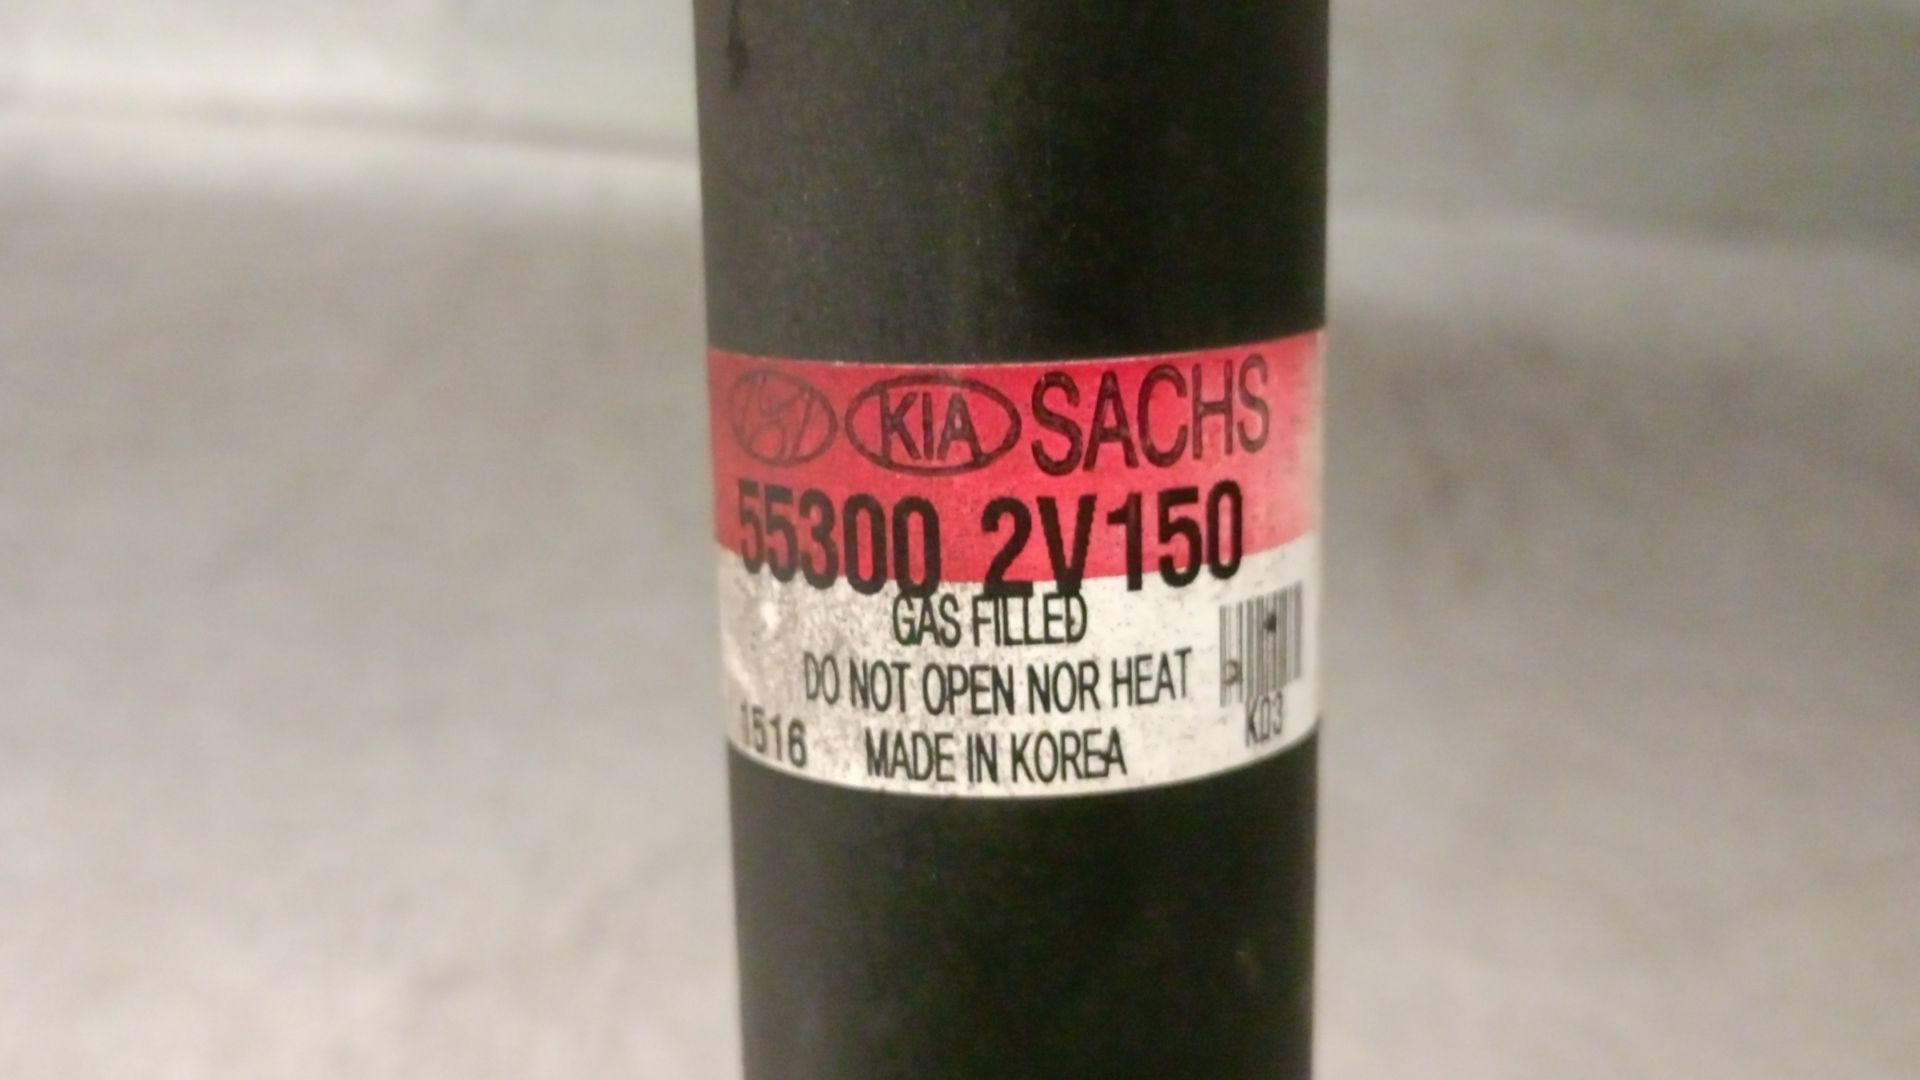 KIA SACHS
55300 2V150
GAS FILLED
DO NOT OPEN NOR HEAT
1516 MADE IN KOREA
K03